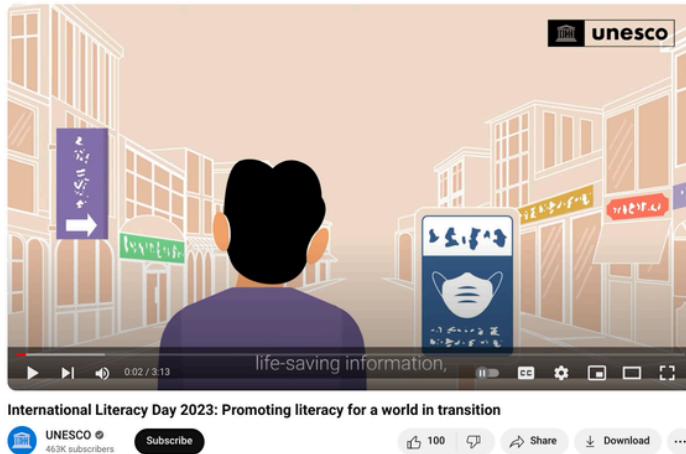 unesco
life-saving information,
0:02 / 3:13
CC
International Literacy Day 2023: Promoting literacy for a world in transition
UNESCO
463K subscribers
Subscribe
100
Share
Download